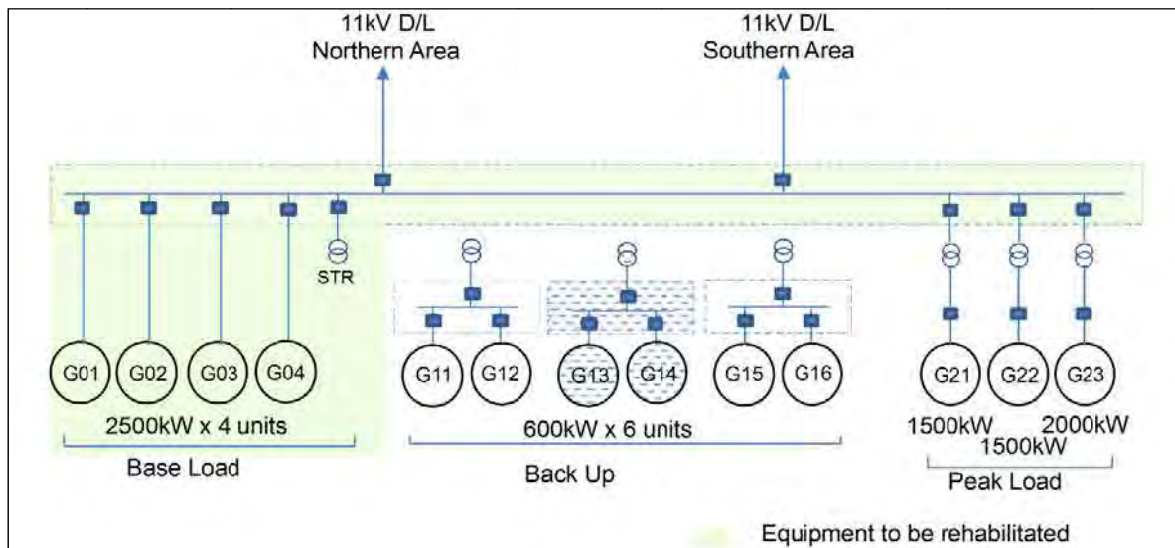 11kV D/L
Northern Area
11kV D/L
Southern Area
STR
G01 G02 G03 G04
G11 G12 G13 G14 G15 G16
G21 G22 G23
2500kW x 4 units
600kW x 6 units
1500kW 2000kW
1500kW
Base Load
Back Up
Peak Load
Equipment to be rehabilitated